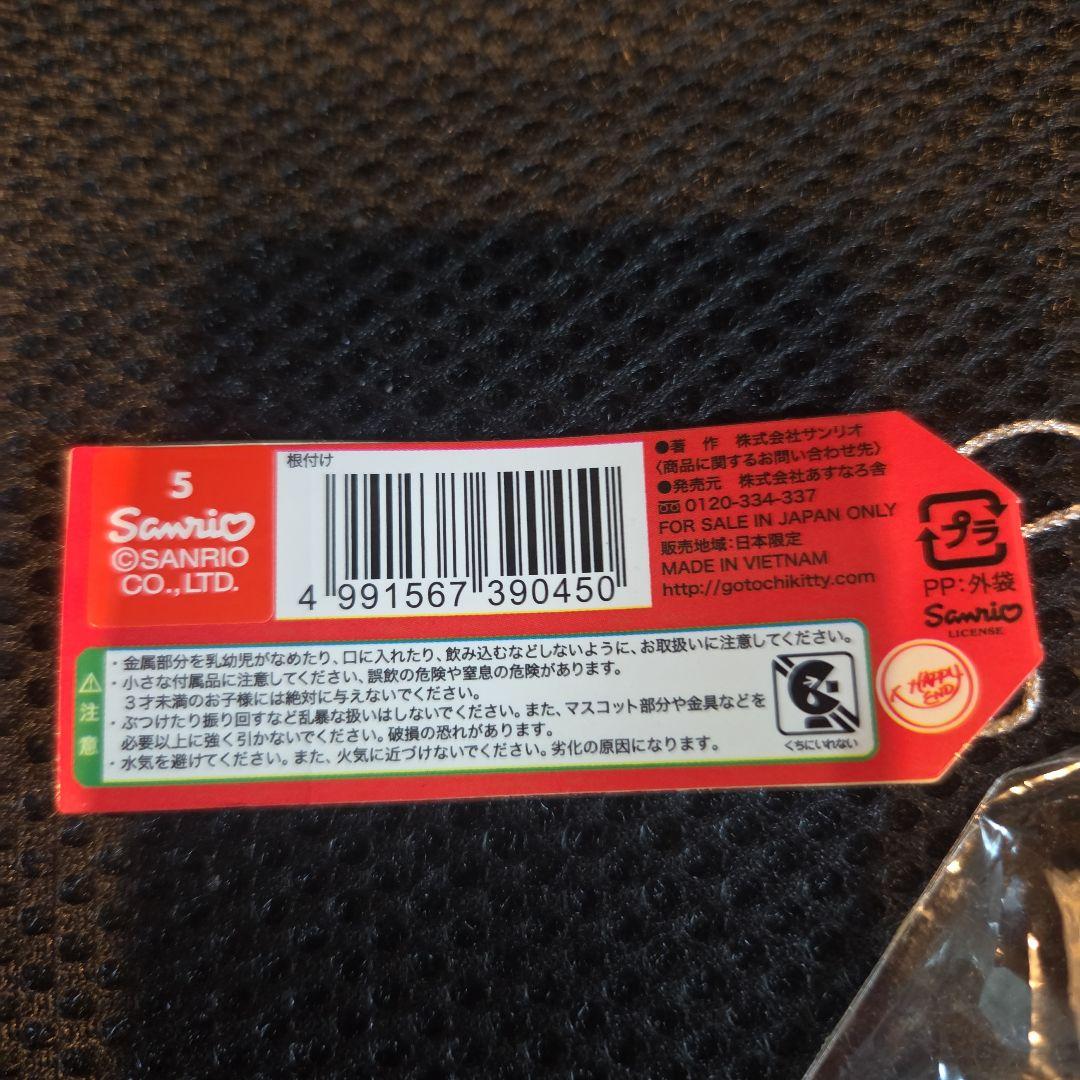 5
Sanrio
©SANRIO
CO.,LTD.
根付け
4 991567 390450
●著　作　株式会社サンリオ
〈商品に関するお問い合わせ先〉
●発売元　株式会社あすなろ舎
0120-334-337
FOR SALE IN JAPAN ONLY
販売地域:日本限定
MADE IN VIETNAM
http://gotochikitty.com
プラ
PP:外袋
Sanrio
LICENSE
HAPPY
END
注意
・金属部分を乳幼児がなめたり、口に入れたり、飲み込むなどしないように、お取扱いに注意してください。
・小さな付属品に注意してください、誤飲の危険や窒息の危険があります。
３才未満のお子様には絶対に与えないでください。
・ぶつけたり振り回すなど乱暴な扱いはしないでください。また、マスコット部分や金具などを
必要以上に強く引かないでください。破損の恐れがあります。
・水気を避けてください。また、火気に近づけないでください。劣化の原因になります。
くちにいれない